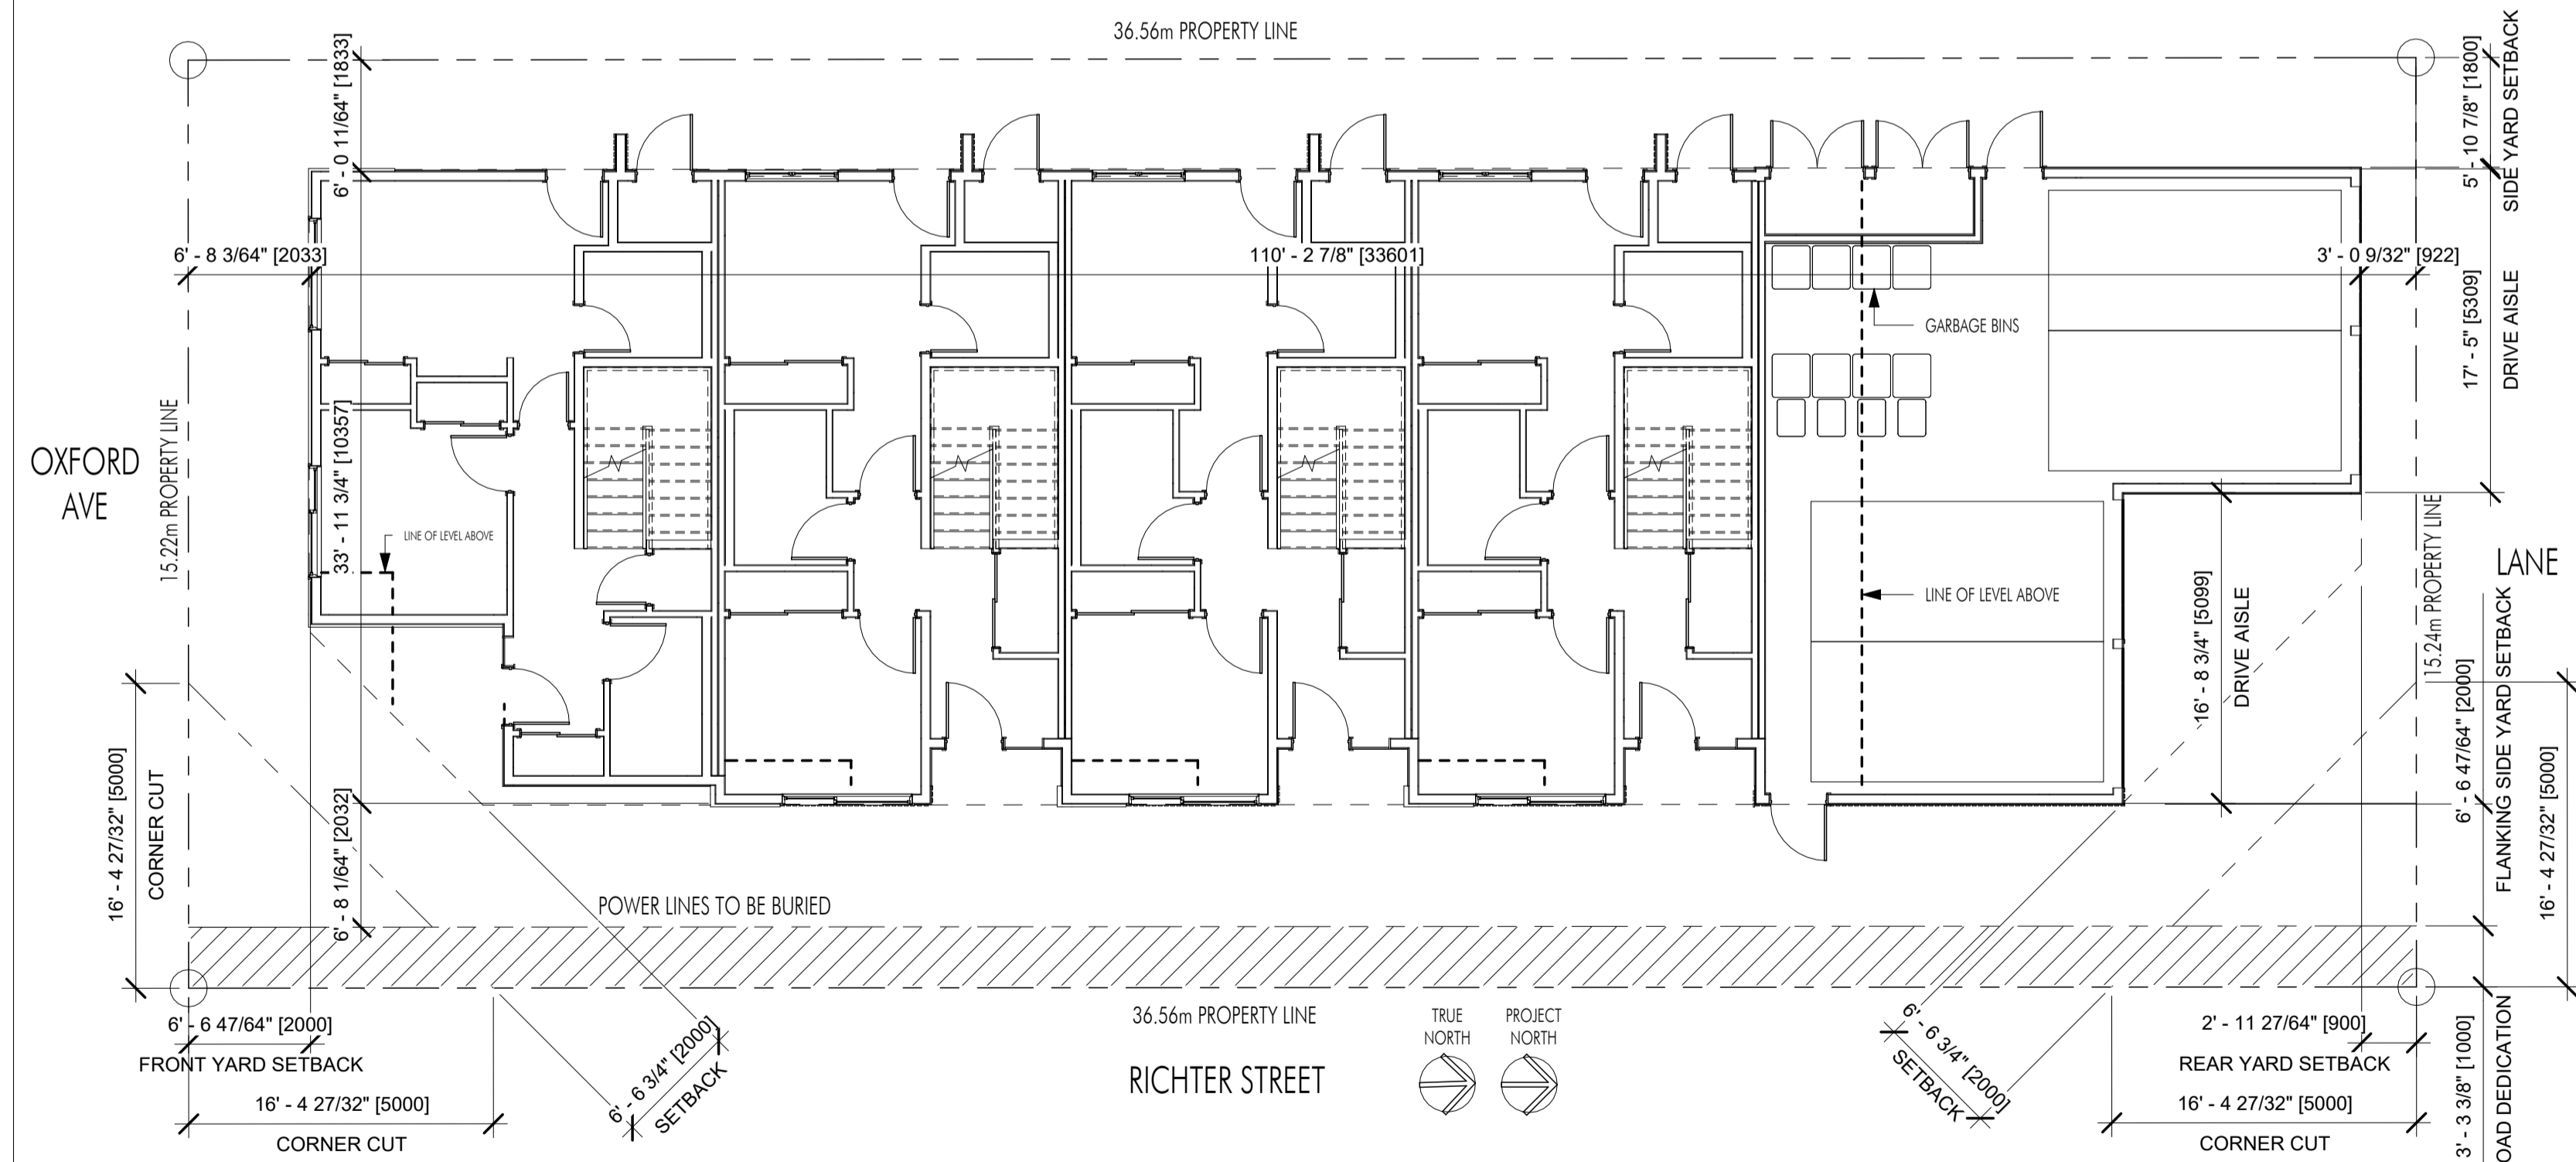 36.56m PROPERTY LINE
6' - 0 11/64" [1833]
5' - 10 7/8" [1800]
SIDE YARD SETBACK
6' - 8 3/64" [2033]
110' - 2 7/8" [33601]
3' - 0 9/32" [922]
17' - 5" [5309]
DRIVE AISLE
GARBAGE BINS
OXFORD
AVE
15.22m PROPERTY LINE
33' - 11 3/4" [10357]
LINE OF LEVEL ABOVE
LINE OF LEVEL ABOVE
16' - 8 3/4" [5099]
DRIVE AISLE
15.24m PROPERTY LINE
LANE
6' - 6 47/64" [2000]
FLANKING SIDE YARD SETBACK
16' - 4 27/32" [5000]
16' - 4 27/32" [5000]
CORNER CUT
6' - 8 1/64" [2032]
POWER LINES TO BE BURIED
6' - 6 47/64" [2000]
FRONT YARD SETBACK
16' - 4 27/32" [5000]
CORNER CUT
6' - 6 3/4" [2000]
SETBACK
36.56m PROPERTY LINE
RICHTER STREET
TRUE
NORTH
PROJECT
NORTH
6' - 6 3/4" [2000]
SETBACK
2' - 11 27/64" [900]
REAR YARD SETBACK
16' - 4 27/32" [5000]
CORNER CUT
3' - 3 3/8" [1000]
OAD DEDICATION